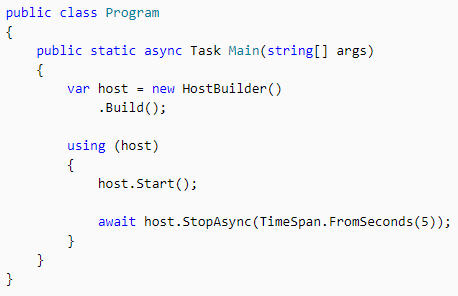 public class Program
{
    public static async Task Main(string[] args)
    {
        var host = new HostBuilder()
            .Build();

        using (host)
        {
            host.Start();

            await host.StopAsync(TimeSpan.FromSeconds(5));
        }
    }
}